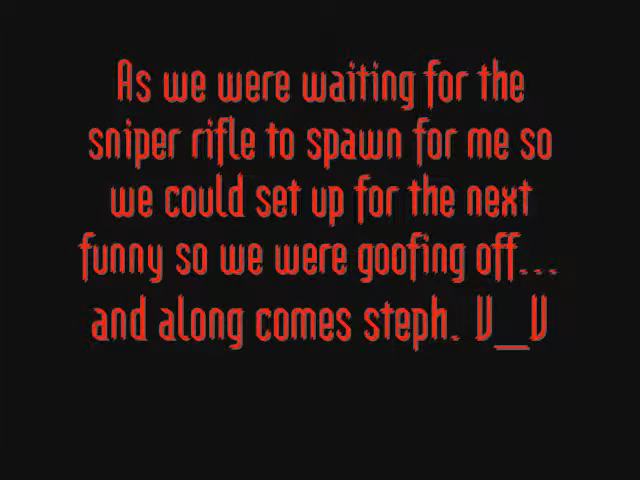 As we were waiting for the
sniper rifle to spawn for me so
we could set up for the next
funny so we were goofing off...
and along comes steph. V_V